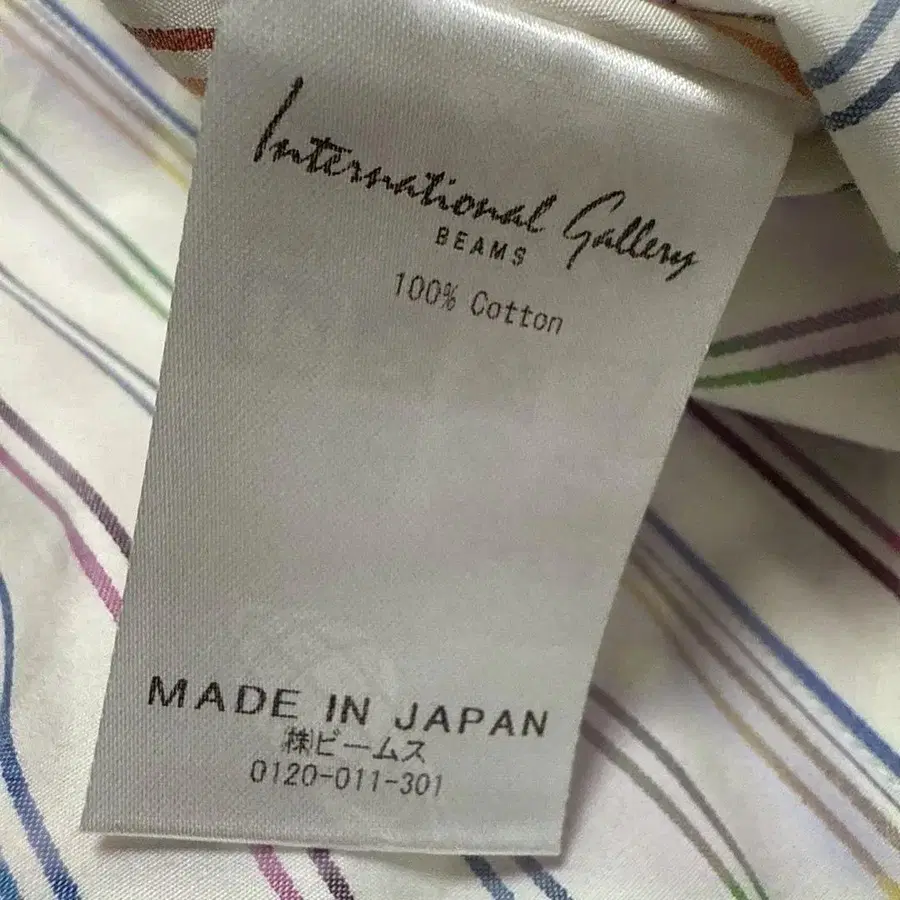 International Gallery
BEAMS
100% Cotton
MADE IN JAPAN
㈱ビームス
0120-011-301